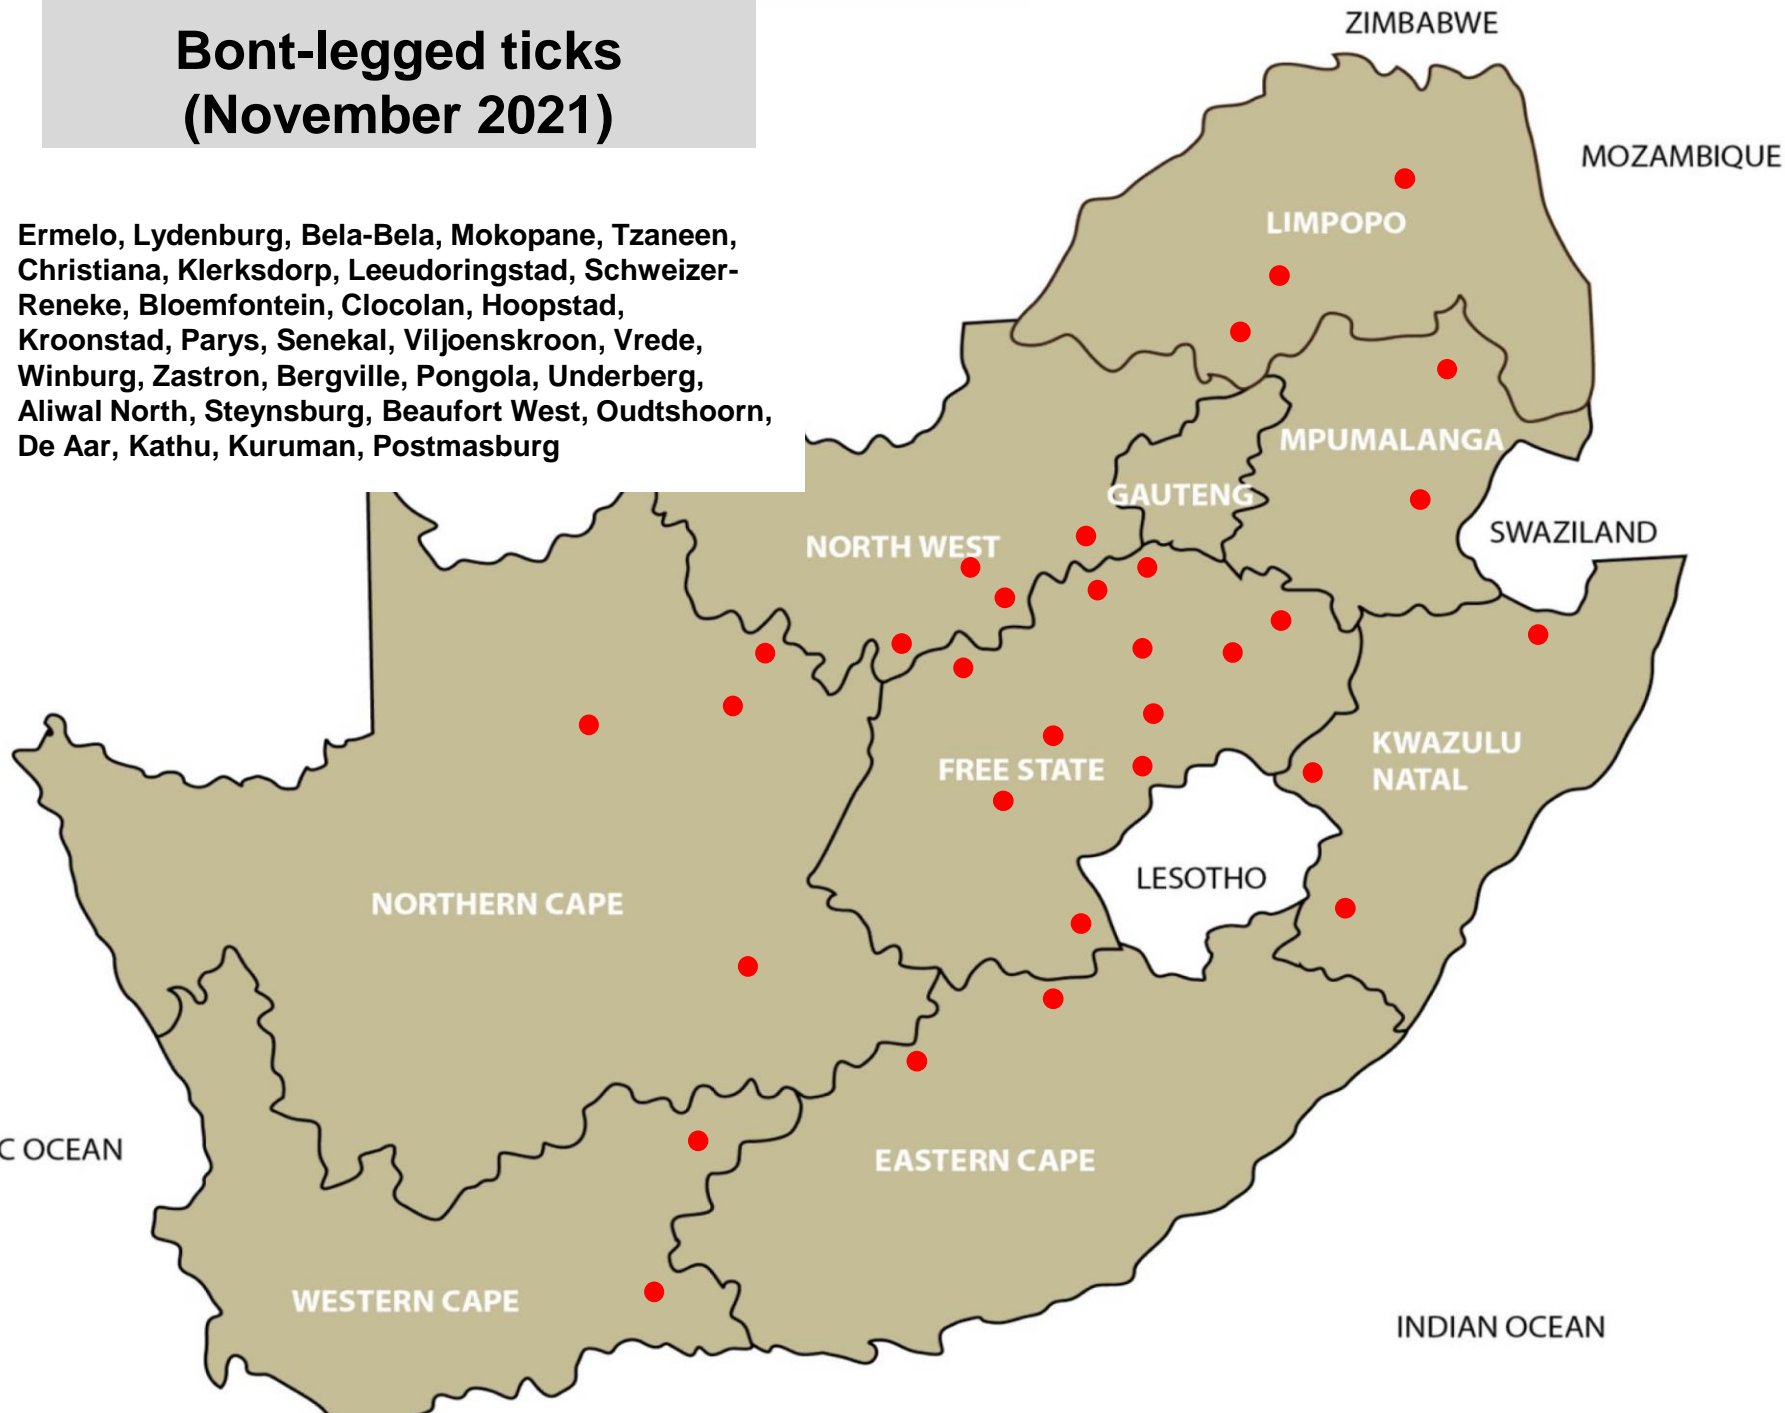 Bont-legged ticks
(November 2021)
Ermelo, Lydenburg, Bela-Bela, Mokopane, Tzaneen,
Christiana, Klerksdorp, Leeudoringstad, Schweizer-
Reneke, Bloemfontein, Clocolan, Hoopstad,
Kroonstad, Parys, Senekal, Viljoenskroon, Vrede,
Winburg, Zastron, Bergville, Pongola, Underberg,
Aliwal North, Steynsburg, Beaufort West, Oudtshoorn,
De Aar, Kathu, Kuruman, Postmasburg
ZIMBABWE
MOZAMBIQUE
LIMPOPO
MPUMALANGA
GAUTENG
SWAZILAND
NORTH WEST
KWAZULU
NATAL
FREE STATE
LESOTHO
NORTHERN CAPE
C OCEAN
EASTERN CAPE
WESTERN CAPE
INDIAN OCEAN